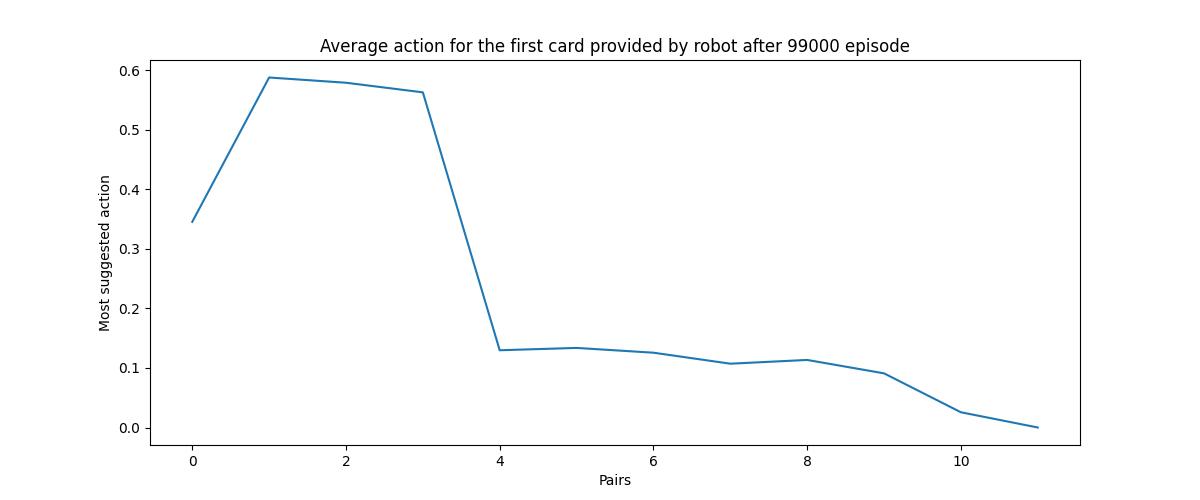 Average action for the first card provided by robot after 99000 episode
0.6
0.5
0.4
0.3
0.2
0.1
0.0
Most suggested action
0 2 4 6 8 10
Pairs